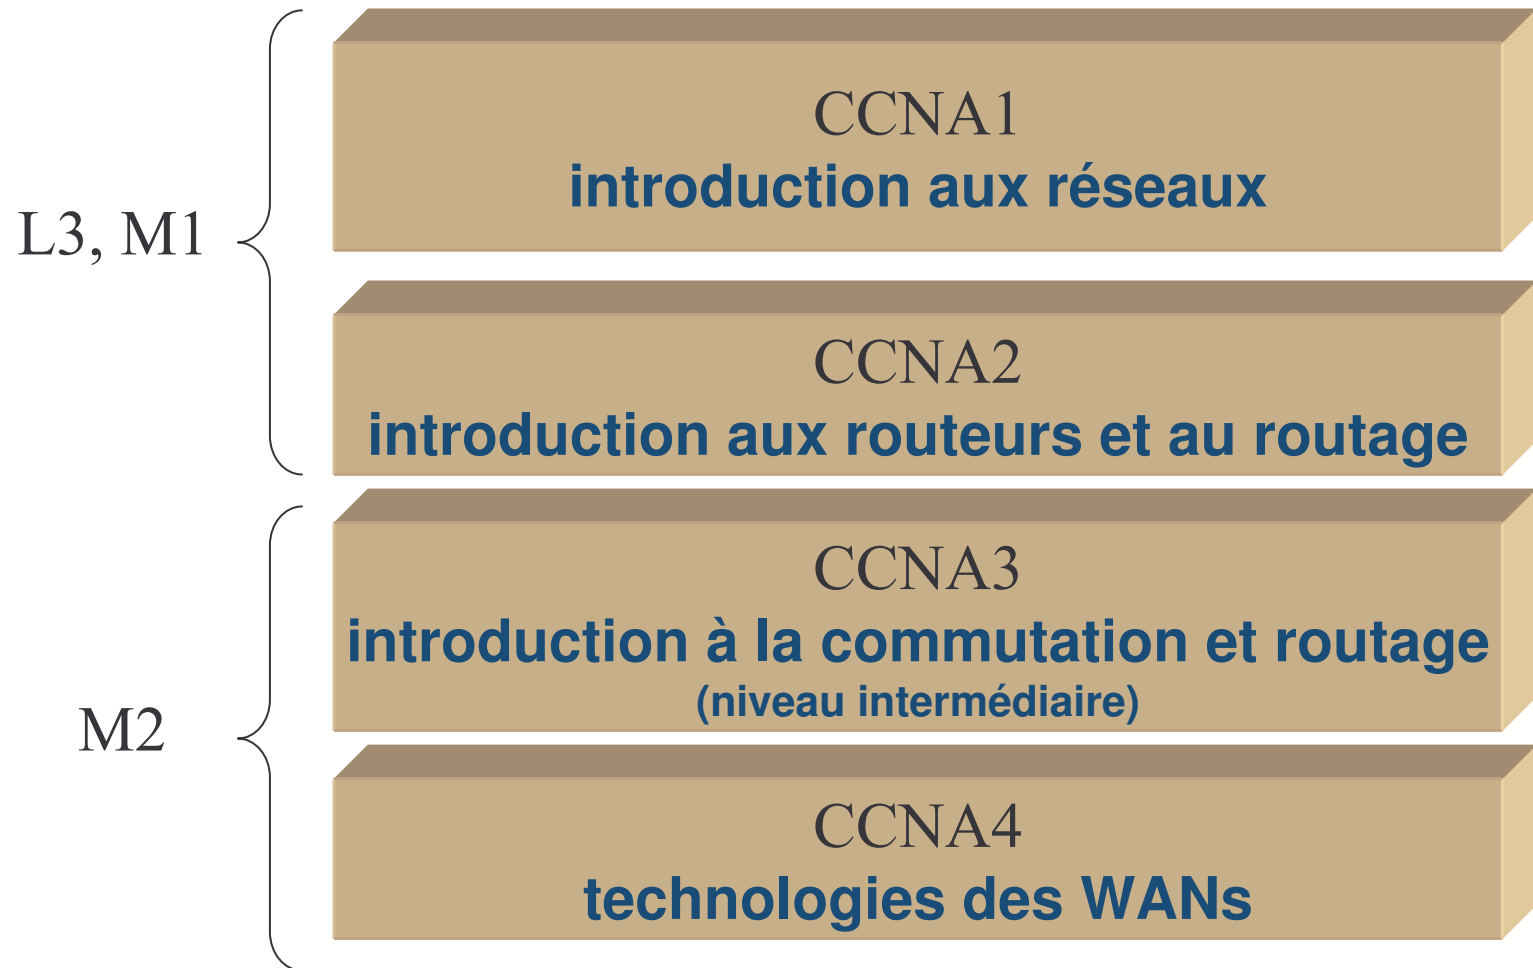 L3, M1
CCNA1
introduction aux réseaux
CCNA2
introduction aux routeurs et au routage
M2
CCNA3
introduction à la commutation et routage
(niveau intermédiaire)
CCNA4
technologies des WANs